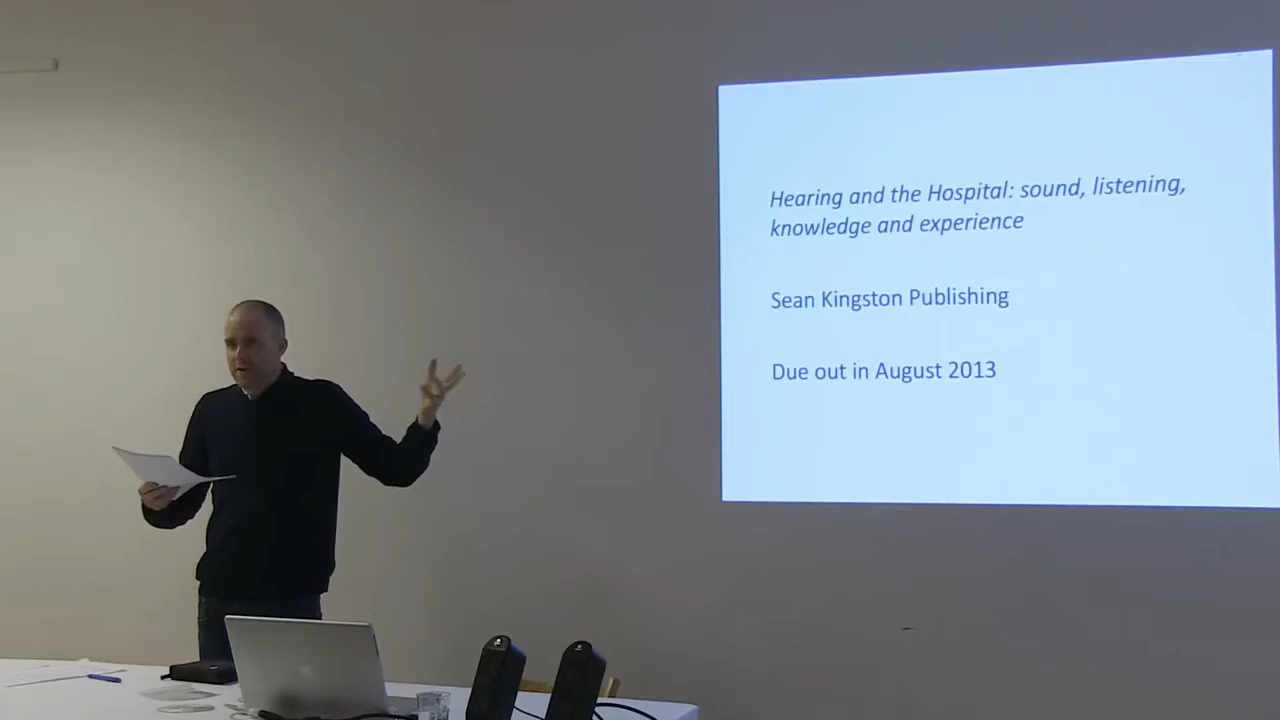 Hearing and the Hospital: sound, listening,
knowledge and experience
Sean Kingston Publishing
Due out in August 2013